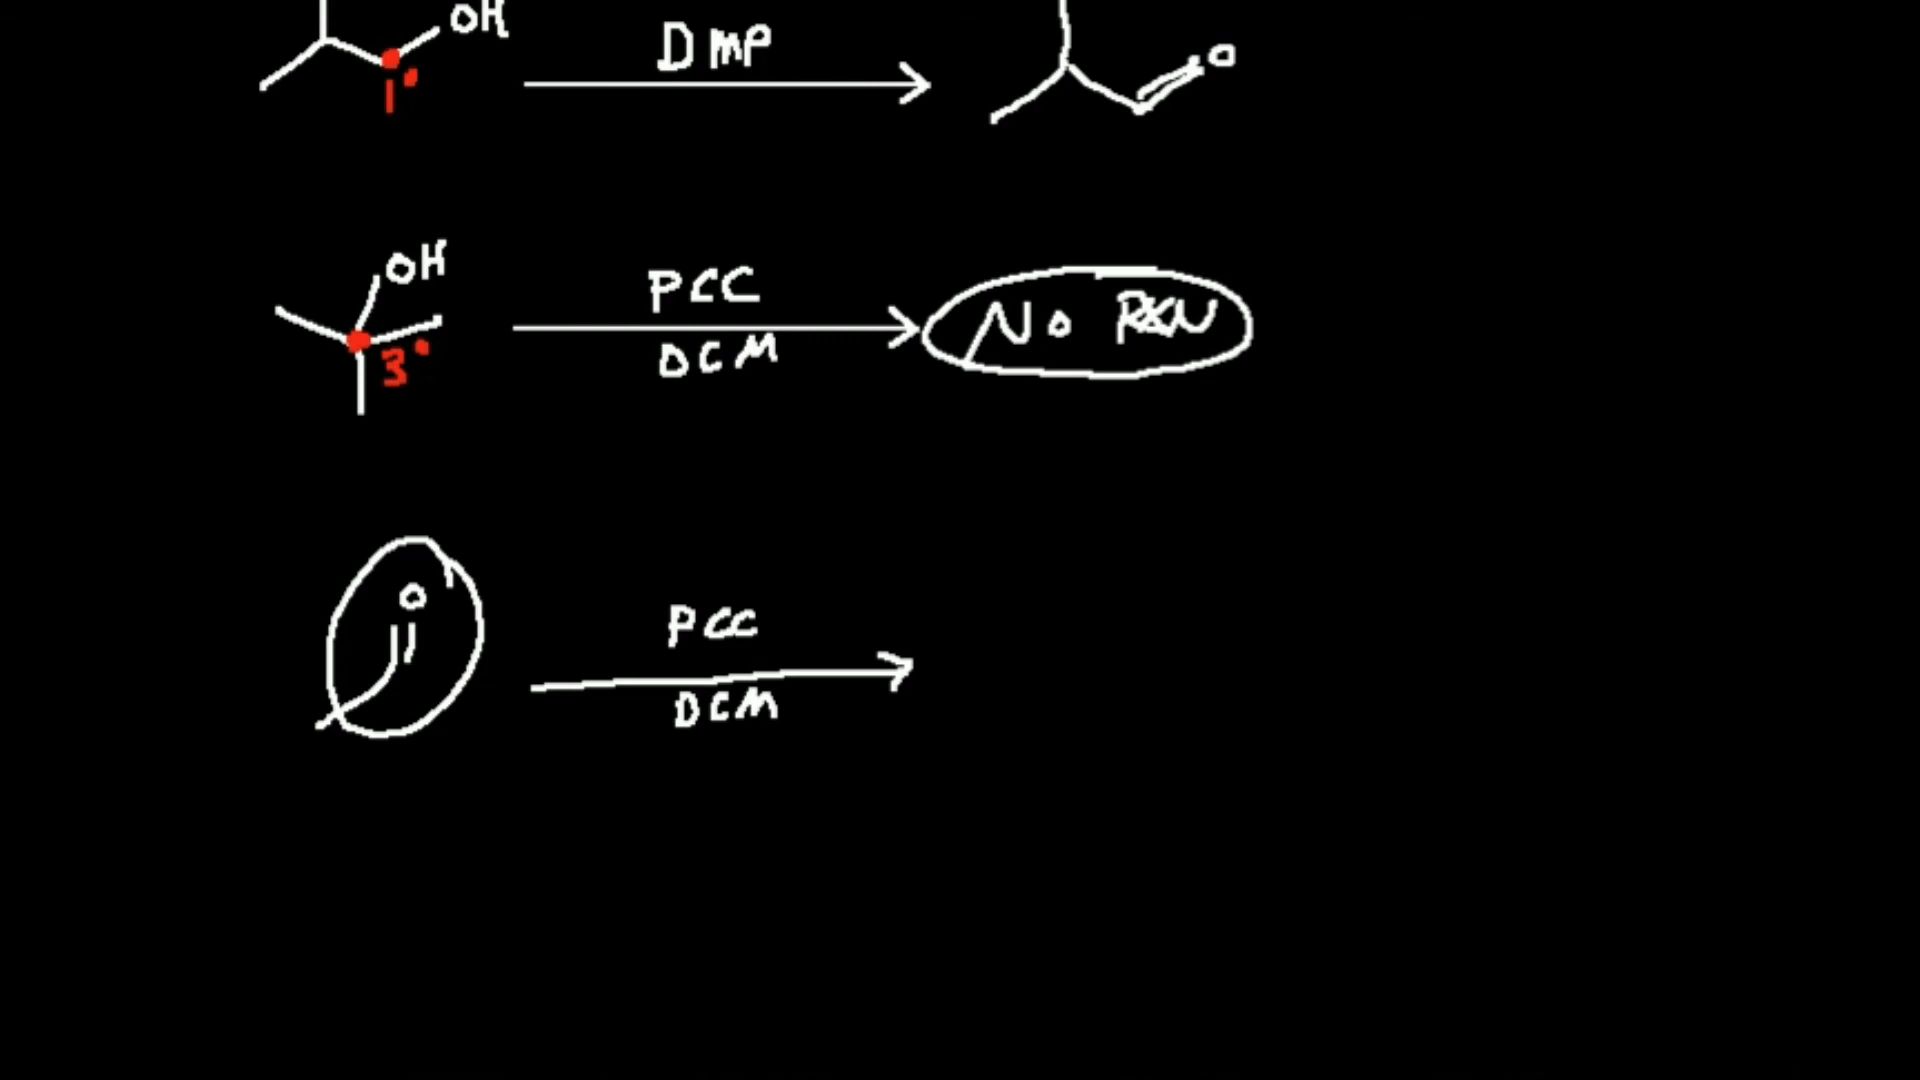 OH
DMP
O
1°
OH
PCC
No RXN
DCM
3°
O
PCC
DCM